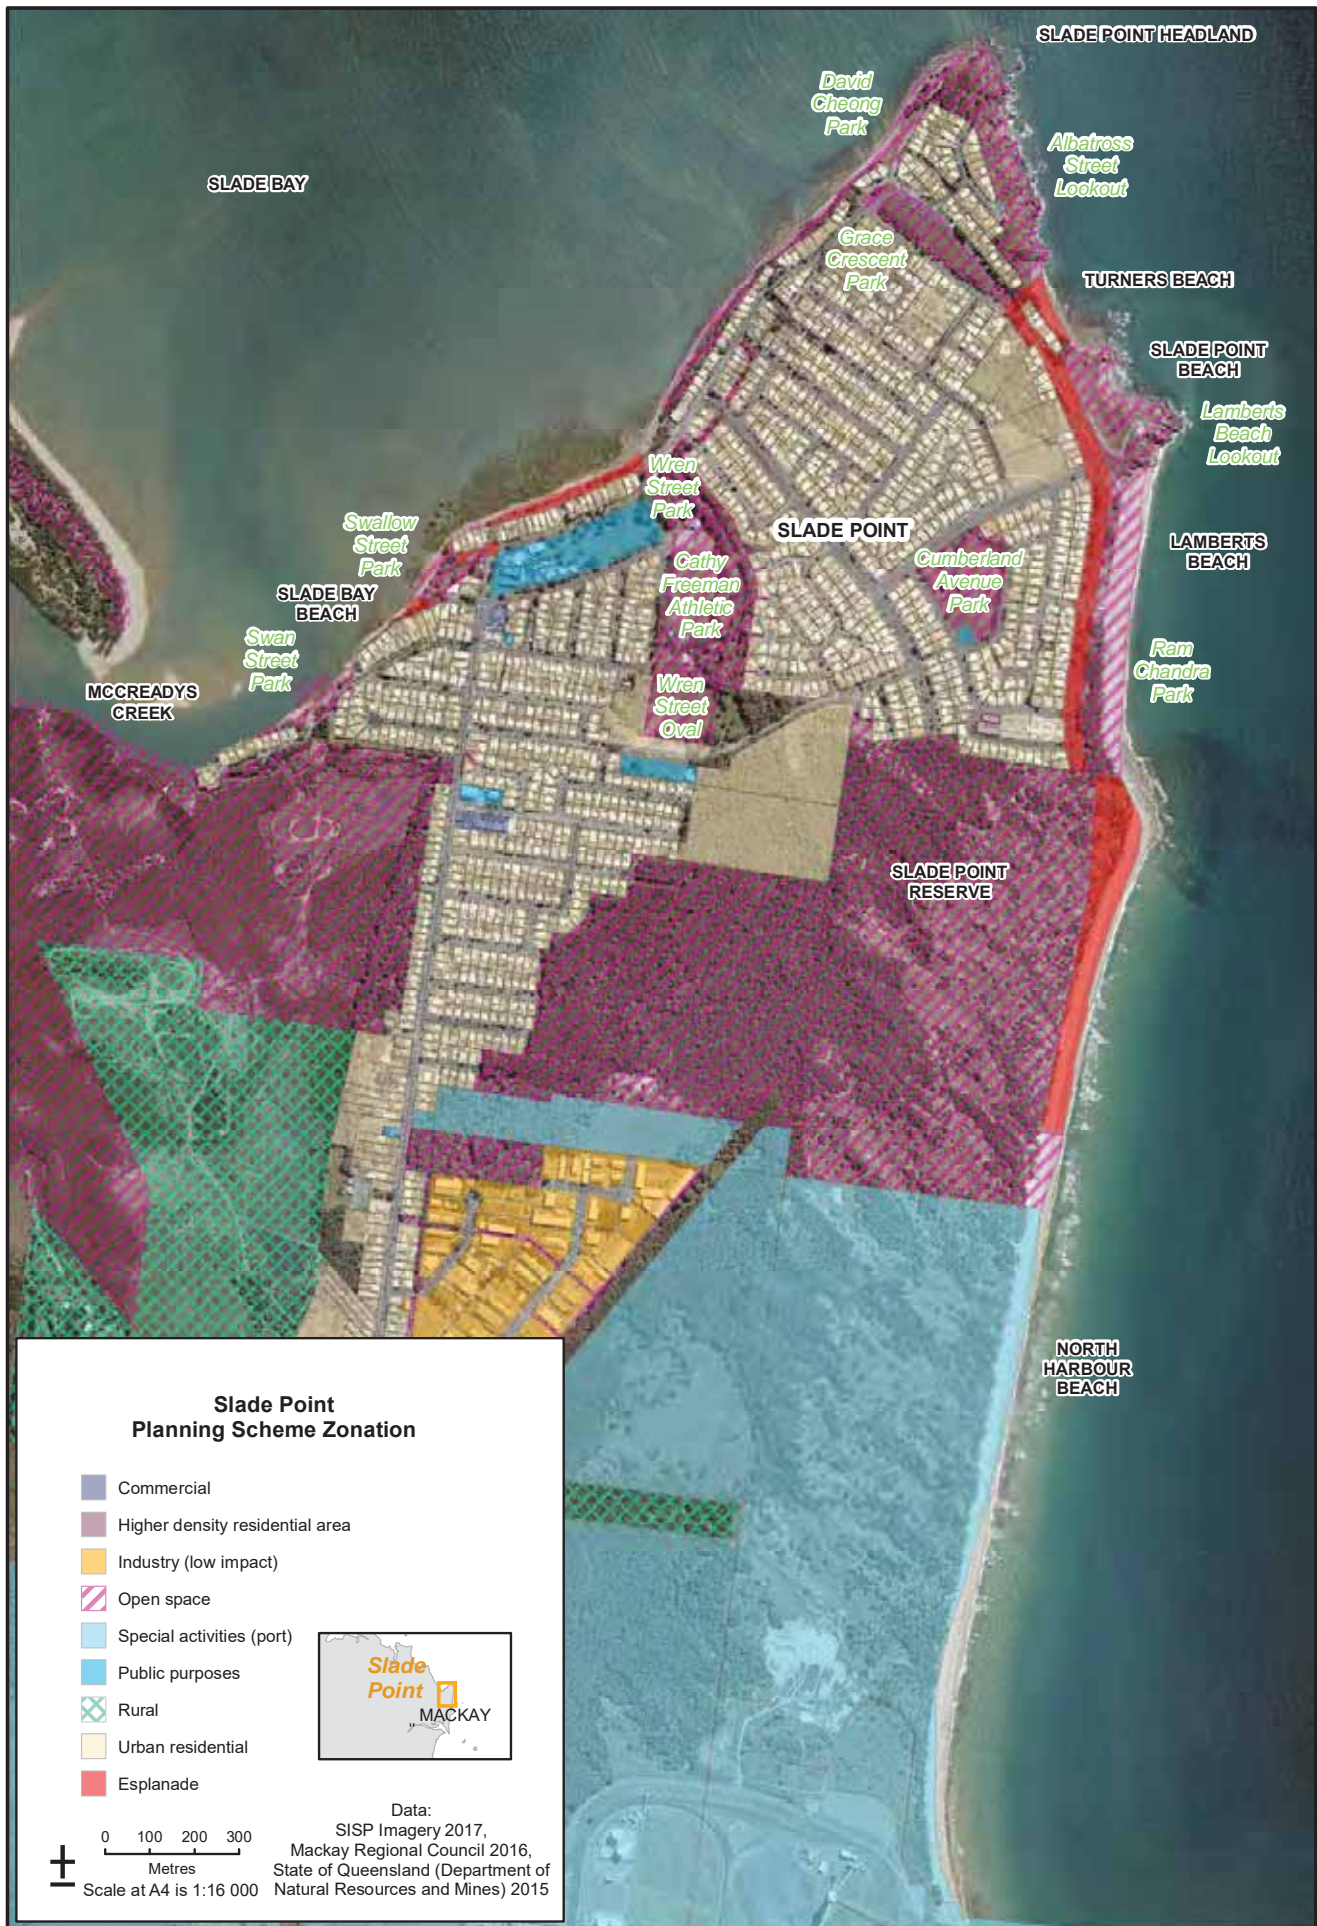 SLADE POINT HEADLAND
David
Cheong
Park
Albatross
Street
Lookout
SLADE BAY
Grace
Crescent
Park
TURNERS BEACH
SLADE POINT
BEACH
Lamberts
Beach
Lookout
Wren
Street
Park
SLADE POINT
Swallow
Street
Park
LAMBERTS
BEACH
Cathy
Freeman
Athletic
Park
Cumberland
Avenue
Park
SLADE BAY
BEACH
Swan
Street
Park
Ram
Chandra
Park
MCCREADYS
CREEK
Wren
Street
Oval
SLADE POINT
RESERVE
NORTH
HARBOUR
BEACH
Slade Point
Planning Scheme Zonation
Commercial
Higher density residential area
Industry (low impact)
Open space
Special activities (port)
Public purposes
Rural
Urban residential
Esplanade
Slade
Point
MACKAY
0 100 200 300
Metres
Scale at A4 is 1:16 000
Data:
SISP Imagery 2017,
Mackay Regional Council 2016,
State of Queensland (Department of
Natural Resources and Mines) 2015